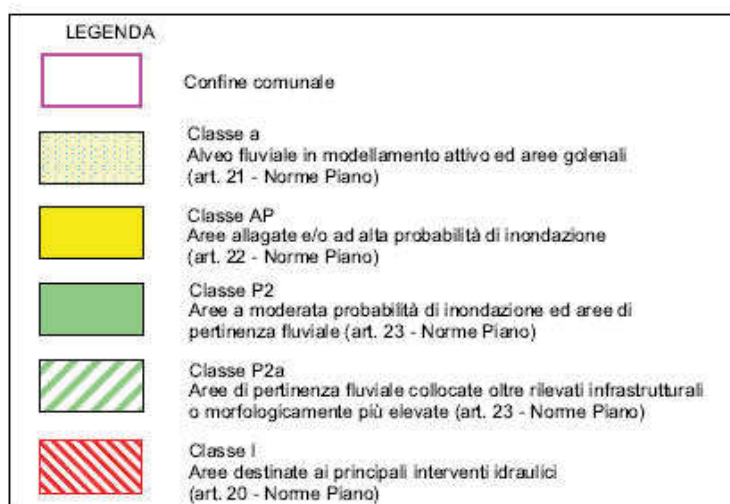 LEGENDA
Confine comunale
Classe a
Alveo fluviale in modellamento attivo ed aree golenali
(art. 21 - Norme Piano)
Classe AP
Aree allagate e/o ad alta probabilità di inondazione
(art. 22 - Norme Piano)
Classe P2
Aree a moderata probabilità di inondazione ed aree di
pertinenza fluviale (art. 23 - Norme Piano)
Classe P2a
Aree di pertinenza fluviale collocate oltre rilevati infrastrutturali
o morfologicamente più elevate (art. 23 - Norme Piano)
Classe I
Aree destinate ai principali interventi idraulici
(art. 20 - Norme Piano)